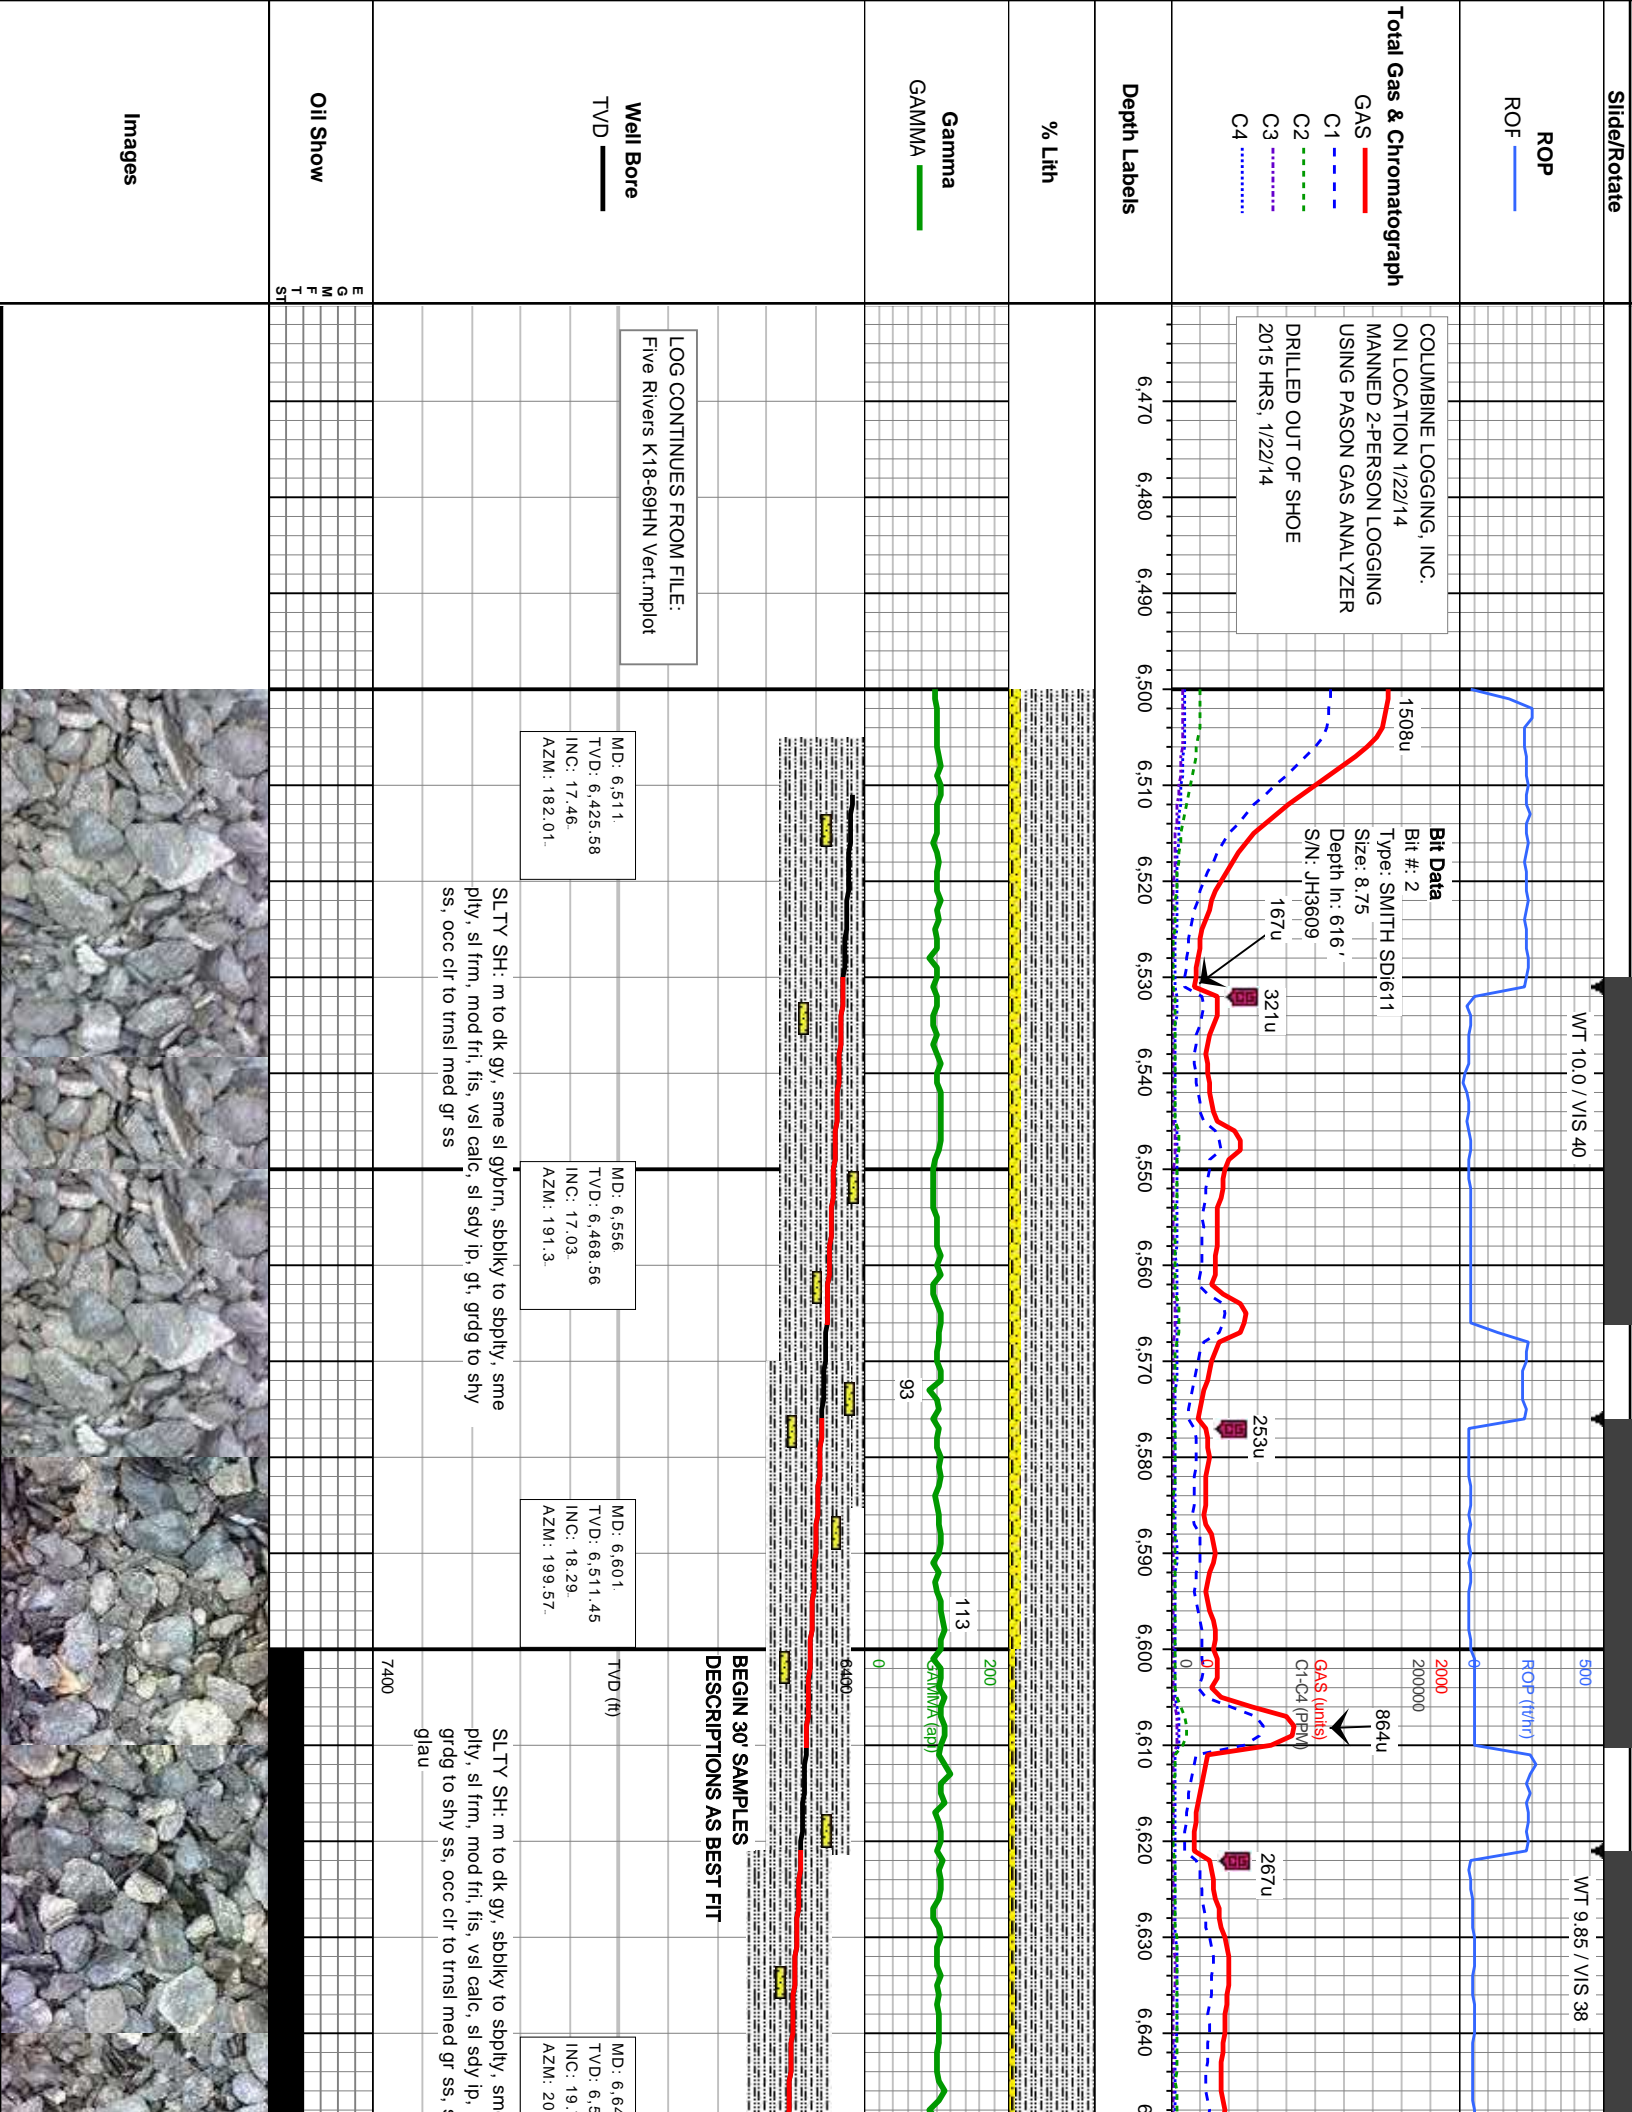 Slide/Rotate
ROP
ROP
Total Gas & Chromatograph
GAS
C1
C2
C3
C4
Depth Labels
% Lith
Gamma
GAMMA
Well Bore
TVD
Oil Show
E
G
M
F
T
ST
Images
WT 10.0 / VIS 40
WT 9.85 / VIS 38
500
ROP (ft/hr)
0
COLUMBINE LOGGING, INC.
ON LOCATION 1/22/14
MANNED 2-PERSON LOGGING
USING PASON GAS ANALYZER
DRILLED OUT OF SHOE
2015 HRS, 1/22/14
1508u
Bit Data
Bit #: 2
Type: SMITH SDi611
Size: 8.75
Depth In: 616 '
S/N: JH3609
167u
321u
253u
2000
200000
GAS (units)
C1-C4 (PPM)
0
0
864u
267u
6,470
6,480
6,490
6,500
6,510
6,520
6,530
6,540
6,550
6,560
6,570
6,580
6,590
6,600
6,610
6,620
6,630
6,640
93
113
200
GAMMA (api)
0
LOG CONTINUES FROM FILE:
Five Rivers K18-69HN Vert.mplot
6400
TVD (ft)
7400
BEGIN 30' SAMPLES
DESCRIPTIONS AS BEST FIT
MD: 6,511
TVD: 6,425.58
INC: 17.46
AZM: 182.01
MD: 6,556
TVD: 6,468.56
INC: 17.03
AZM: 191.3
MD: 6,601
TVD: 6,511.45
INC: 18.29
AZM: 199.57
MD: 6,64
TVD: 6,5
INC: 19.
AZM: 20
SLTY SH: m to dk gy, sme sl gybrn, sbblky to sbplty, sme
plty, sl frm, mod fri, fis, vsl calc, sl sdy ip, gt, grdg to shy
ss, occ clr to trnsl med gr ss
SLTY SH: m to dk gy, sbblky to sbplty, sm
plty, sl frm, mod fri, fis, vsl calc, sl sdy ip,
grdg to shy ss, occ clr to trnsl med gr ss, s
glau